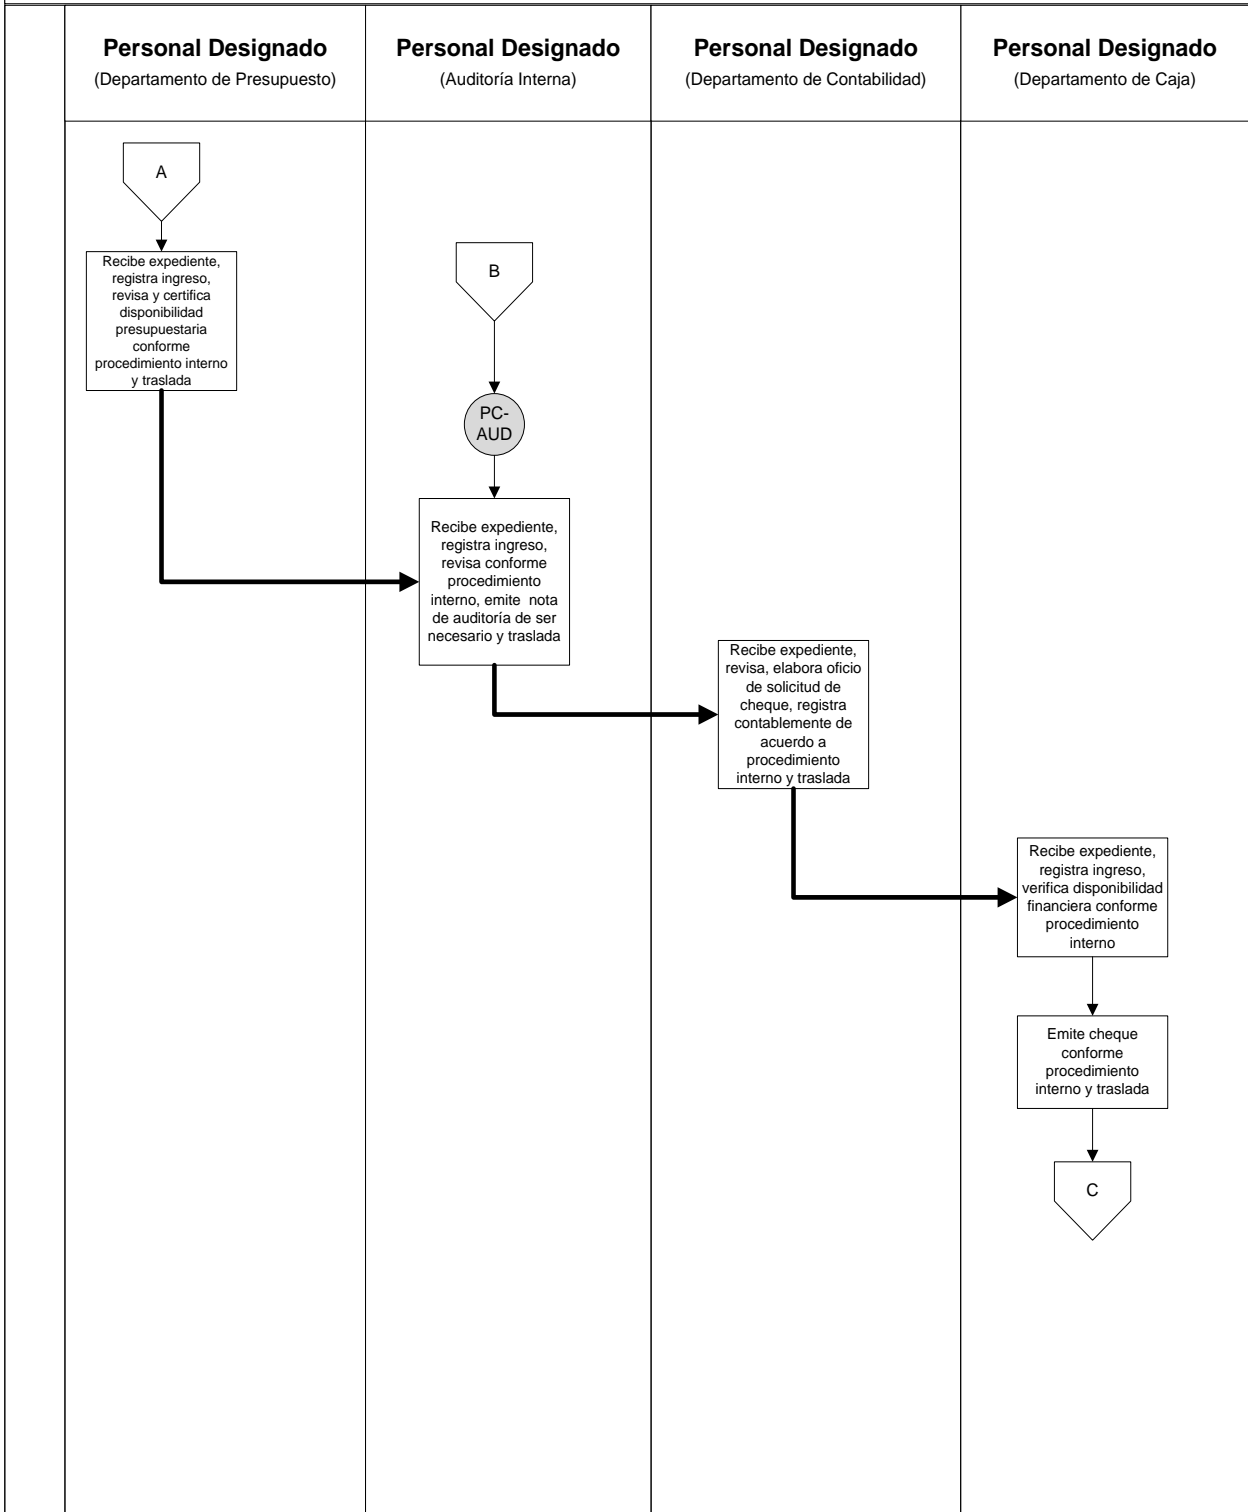 Personal Designado
(Departamento de Presupuesto)
Personal Designado
(Auditoría Interna)
Personal Designado
(Departamento de Contabilidad)
Personal Designado
(Departamento de Caja)
A
Recibe expediente,
registra ingreso,
revisa y certifica
disponibilidad
presupuestaria
conforme
procedimiento interno
y traslada
B
PC-
AUD
Recibe expediente,
registra ingreso,
revisa conforme
procedimiento
interno, emite nota
de auditoría de ser
necesario y traslada
Recibe expediente,
revisa, elabora oficio
de solicitud de
cheque, registra
contablemente de
acuerdo a
procedimiento
interno y traslada
Recibe expediente,
registra ingreso,
verifica disponibilidad
financiera conforme
procedimiento
interno
Emite cheque
conforme
procedimiento
interno y traslada
C